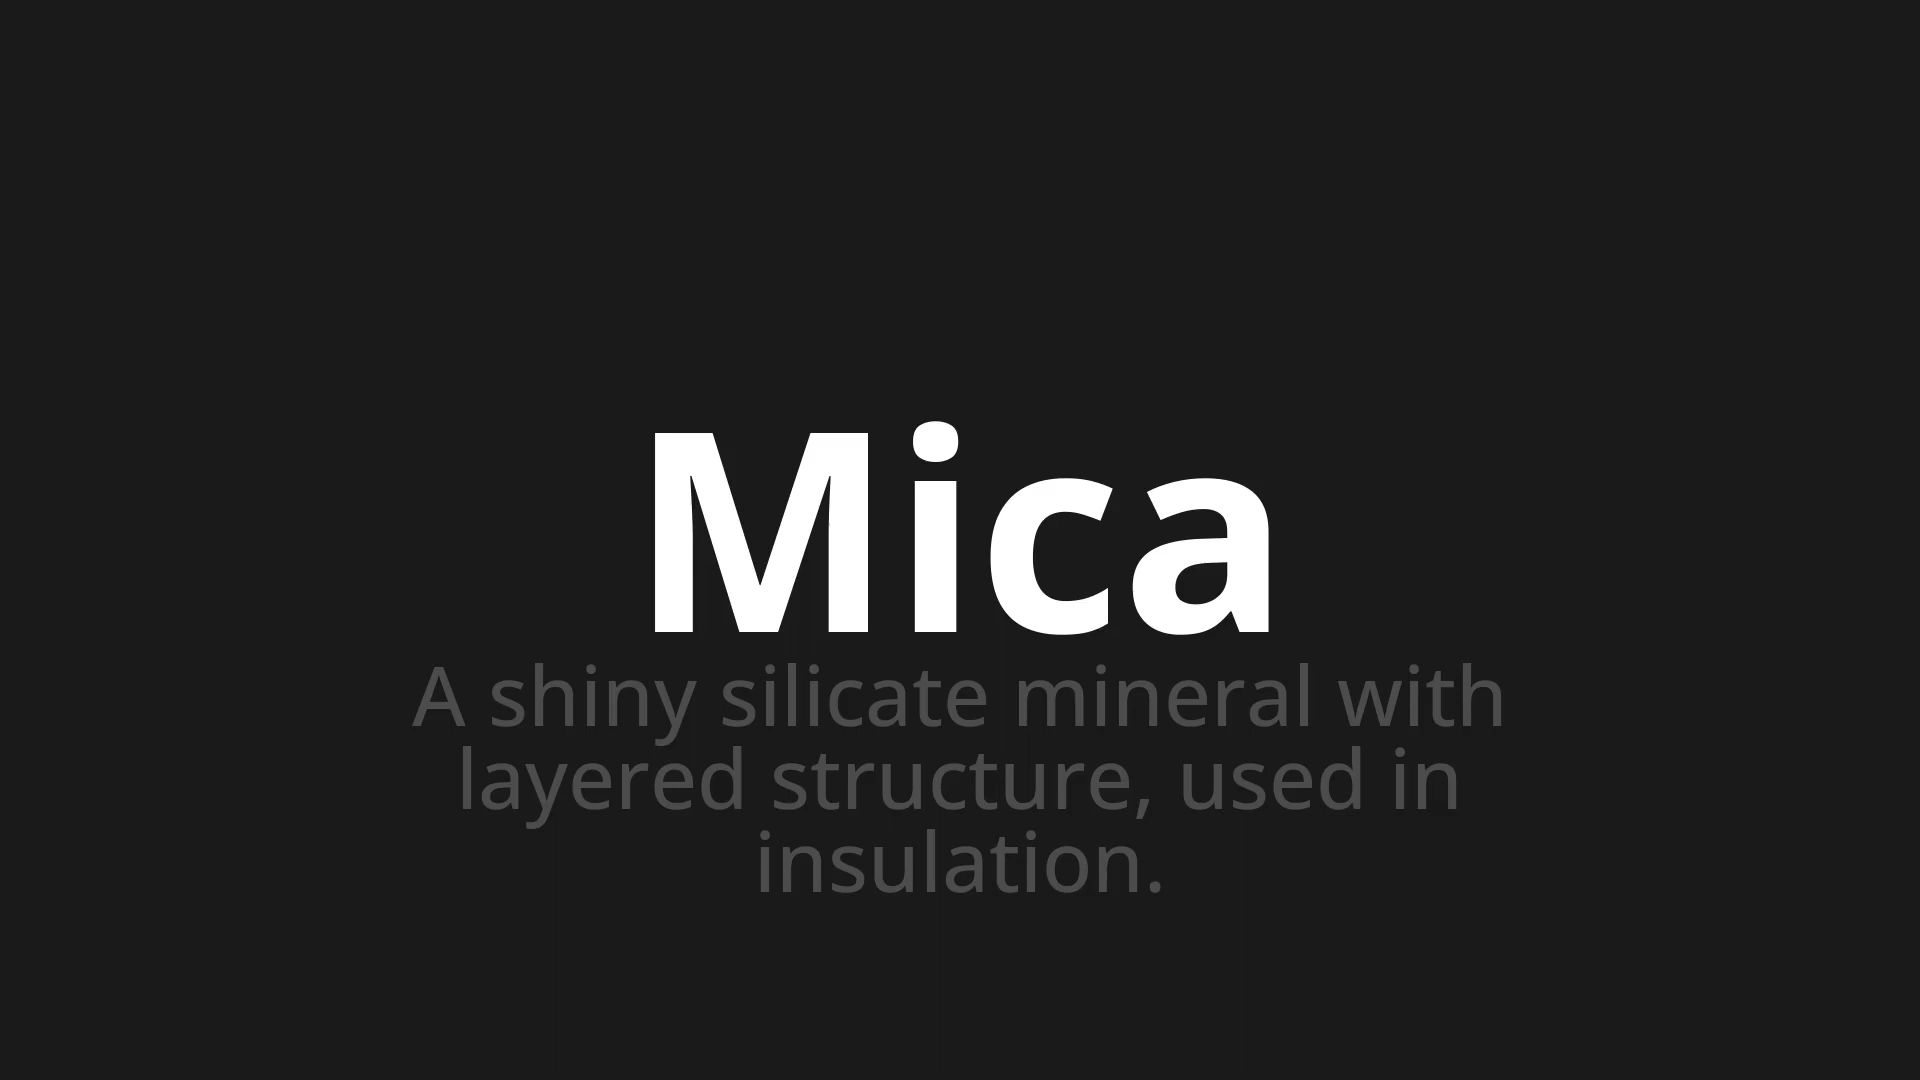 Mica
A shiny silicate mineral with
layered structure, used in
insulation.